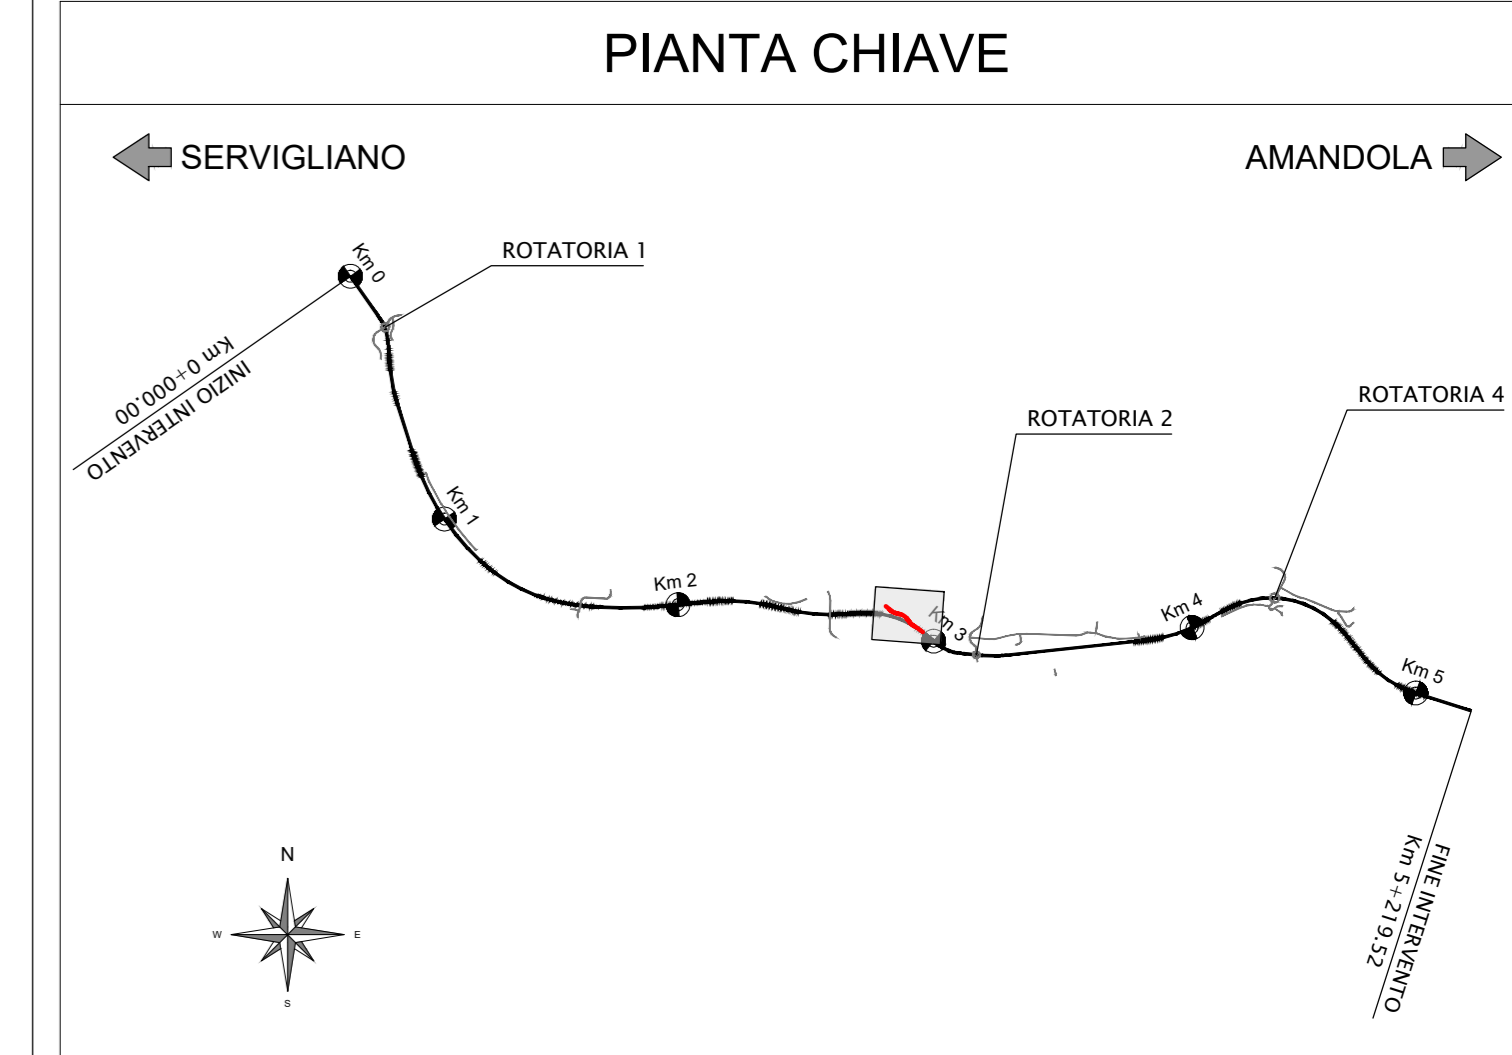 PIANTA CHIAVE
SERVIGLIANO
AMANDOLA
Km 0
ROTATORIA 1
Km 0+000.00
INIZIO INTERVENTO
ROTATORIA 4
ROTATORIA 2
Km 1
Km 2
Km 3
Km 4
Km 5
FINE INTERVENTO
Km 5+219.52
N
W
E
S